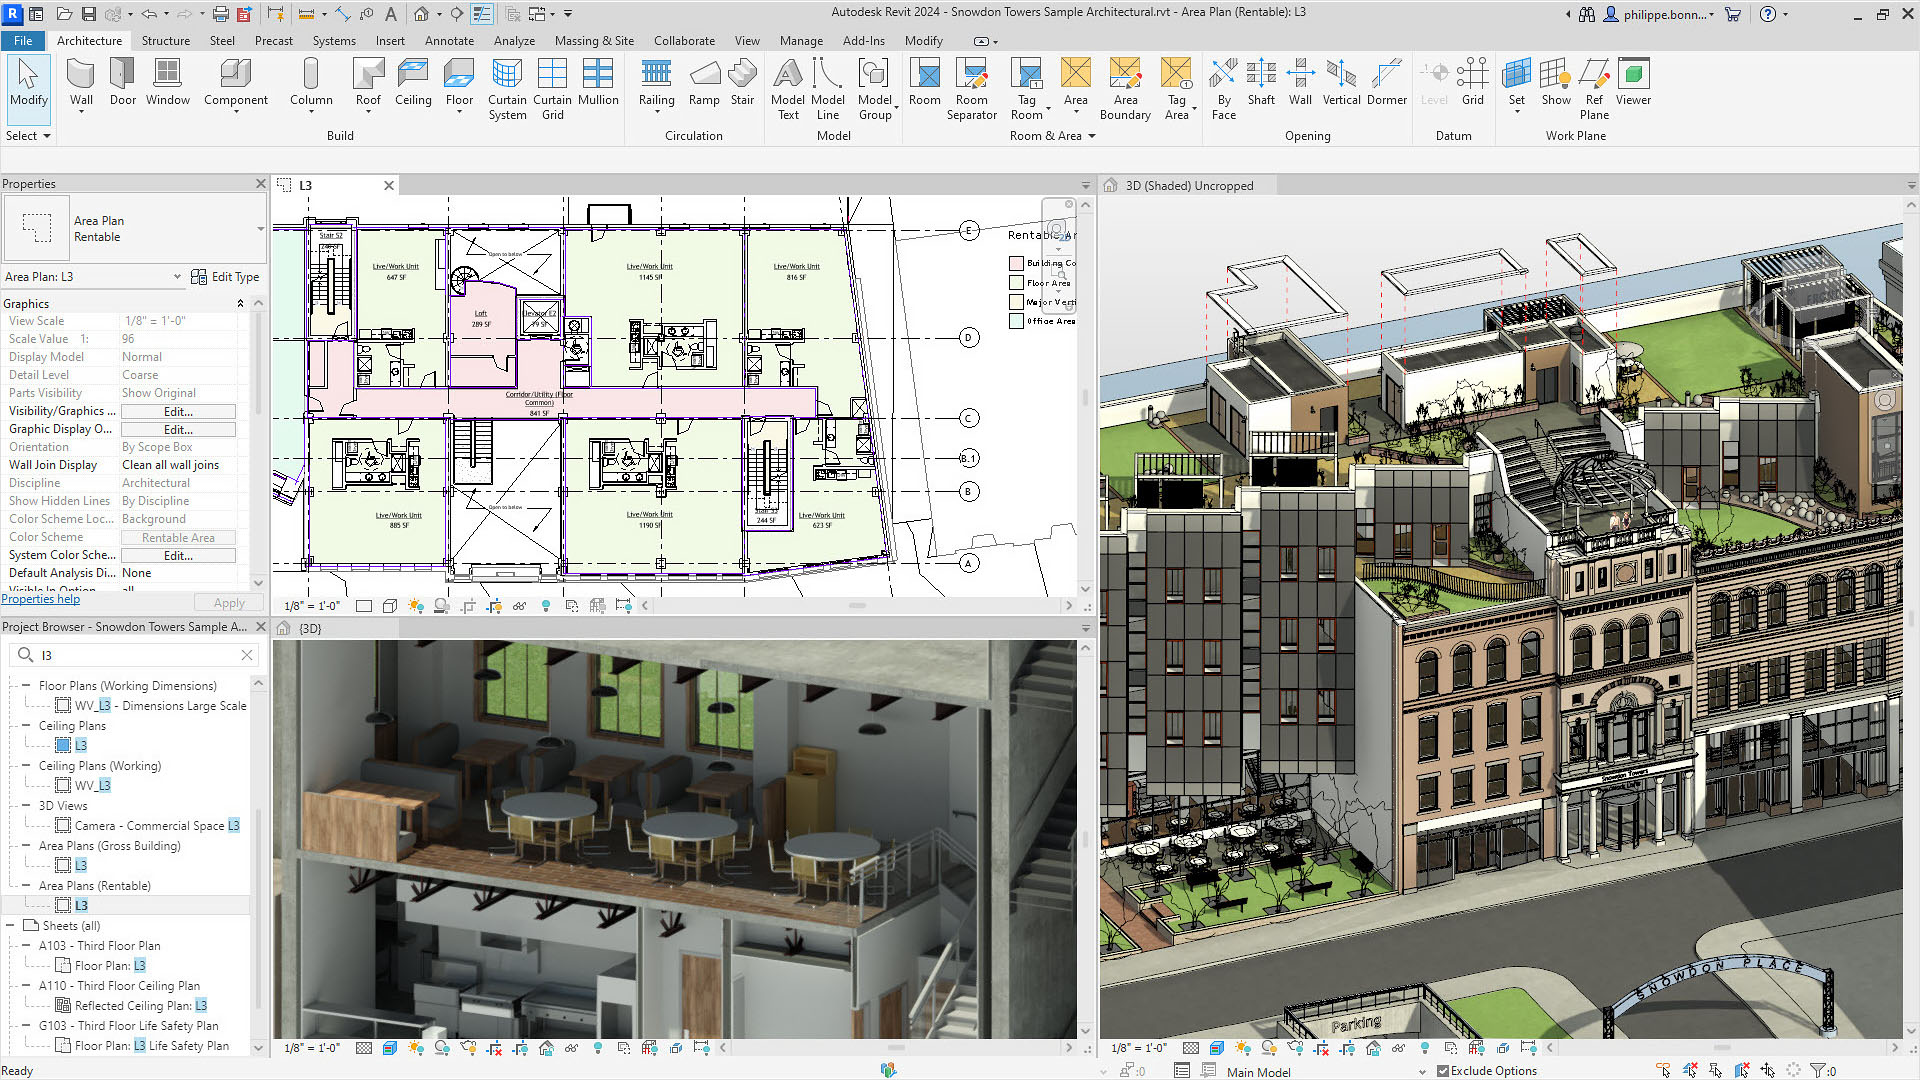 Autodesk Revit 2024 - Snowdon Towers Sample Architectural.rvt - Area Plan (Rentable): L3
philippe.bonn...
File Architecture Structure Steel Precast Systems Insert Annotate Analyze Massing & Site Collaborate View Manage Add-Ins Modify
Modify Wall Door Window Component Column Roof Ceiling Floor Curtain System Curtain Grid Mullion Railing Ramp Stair Model Text Model Line Model Group Room Room Separator Tag Room Area Area Boundary Tag Area By Face Shaft Wall Vertical Dormer Level Grid Set Show Ref Plane Viewer
Select Build Circulation Model Room & Area Opening Datum Work Plane
Properties
Area Plan
Rentable
Area Plan: L3 Edit Type
Graphics
View Scale 1/8" = 1'-0"
Scale Value 1: 96
Display Model Normal
Detail Level Coarse
Parts Visibility Show Original
Visibility/Graphics ... Edit...
Graphic Display O... Edit...
Orientation By Scope Box
Wall Join Display Clean all wall joins
Discipline Architectural
Show Hidden Lines By Discipline
Color Scheme Loc... Background
Color Scheme Rentable Area
System Color Sche... Edit...
Default Analysis Di... None
Properties help Apply
Project Browser - Snowdon Towers Sample A...
l3
Floor Plans (Working Dimensions)
WV_L3 - Dimensions Large Scale
Ceiling Plans
L3
Ceiling Plans (Working)
WV_L3
3D Views
Camera - Commercial Space L3
Area Plans (Gross Building)
L3
Area Plans (Rentable)
L3
Sheets (all)
A103 - Third Floor Plan
Floor Plan: L3
A110 - Third Floor Ceiling Plan
Reflected Ceiling Plan: L3
G103 - Third Floor Life Safety Plan
Floor Plan: L3 Life Safety Plan
L3
Stair S2
Live/Work Unit
647 SF
Open to below
Live/Work Unit
1145 SF
Live/Work Unit
816 SF
Loft
289 SF
Elevator E2
79 SF
Corridor/Utility (Floor
Common)
841 SF
Live/Work Unit
885 SF
Open to below
Live/Work Unit
1190 SF
244 SF
Live/Work Unit
623 SF
E
D
C
B.1
B
A
Rentable Ar
Building Co
Floor Area
Major Verti
Office Area
1/8" = 1'-0"
{3D}
1/8" = 1'-0"
3D (Shaded) Uncropped
Snowdon Towers
SNOWDON PLACE
Parking
1/8" = 1'-0"
Ready :0 Main Model Exclude Options :0